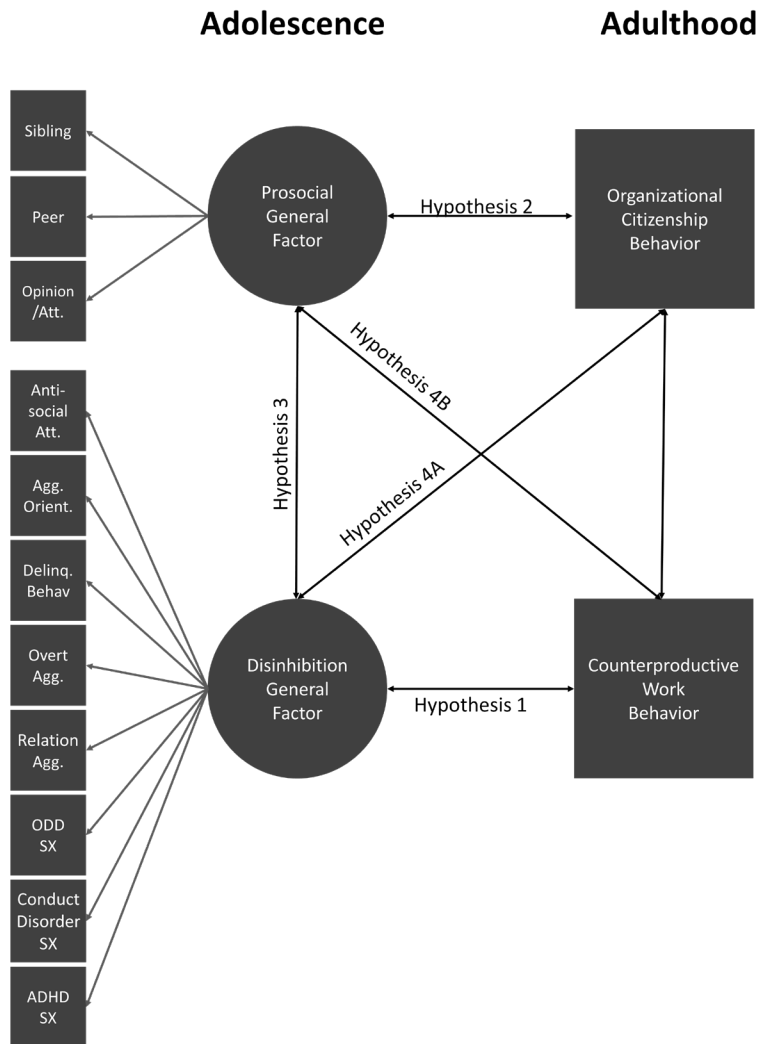 Adolescence
Adulthood
Sibling
Peer
Opinion
/Att.
Prosocial
General
Factor
Hypothesis 2
Organizational
Citizenship
Behavior
Hypothesis 4B
Hypothesis 3
Hypothesis 4A
Anti-
social
Att.
Agg.
Orient.
Delinq.
Behav
Overt
Agg.
Relation
Agg.
ODD
SX
Conduct
Disorder
SX
ADHD
SX
Disinhibition
General
Factor
Hypothesis 1
Counterproductive
Work
Behavior